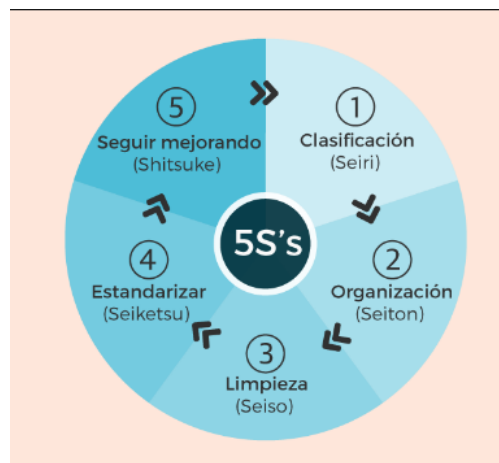 1
Clasificación
(Seiri)
2
Organización
(Seiton)
3
Limpieza
(Seiso)
4
Estandarizar
(Seiketsu)
5
Seguir mejorando
(Shitsuke)
5S's